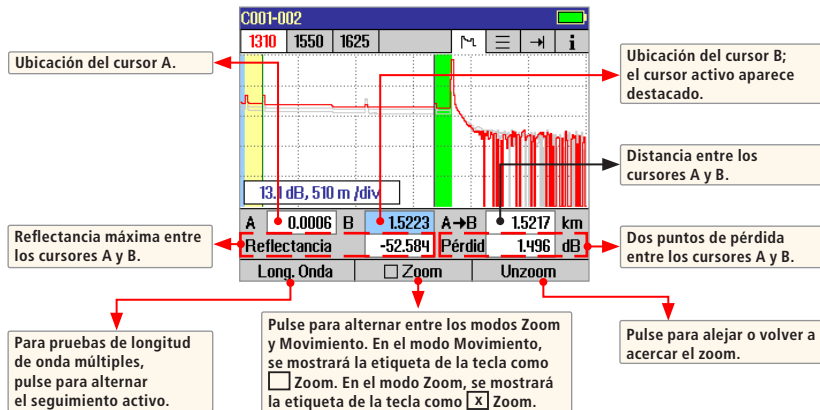 C001-002
1310 1550 1625 i
Ubicación del cursor A.
Ubicación del cursor B;
el cursor activo aparece
destacado.
Distancia entre los
cursores A y B.
13.1 dB, 510 m /div
A 0.0006 B 1.5223 A→B 1.5217 km
Reflectancia -52.584 Pérdid 1.496 dB
Long. Onda Zoom Unzoom
Reflectancia máxima entre
los cursores A y B.
Dos puntos de pérdida
entre los cursores A y B.
Para pruebas de longitud
de onda múltiples,
pulse para alternar
el seguimiento activo.
Pulse para alternar entre los modos Zoom
y Movimiento. En el modo Movimiento,
se mostrará la etiqueta de la tecla como
☐ Zoom. En el modo Zoom, se mostrará
la etiqueta de la tecla como [x] Zoom.
Pulse para alejar o volver a
acercar el zoom.